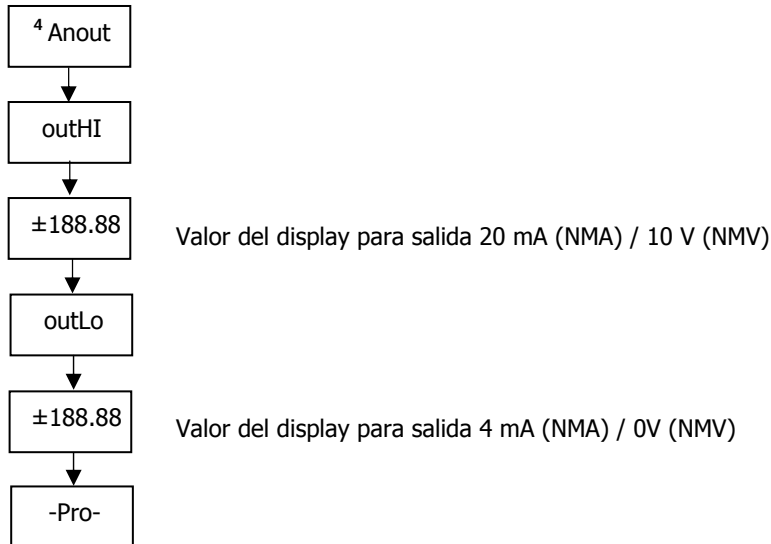 ⁴ Anout
outHI
±188.88
Valor del display para salida 20 mA (NMA) / 10 V (NMV)
outLo
±188.88
Valor del display para salida 4 mA (NMA) / 0V (NMV)
-Pro-